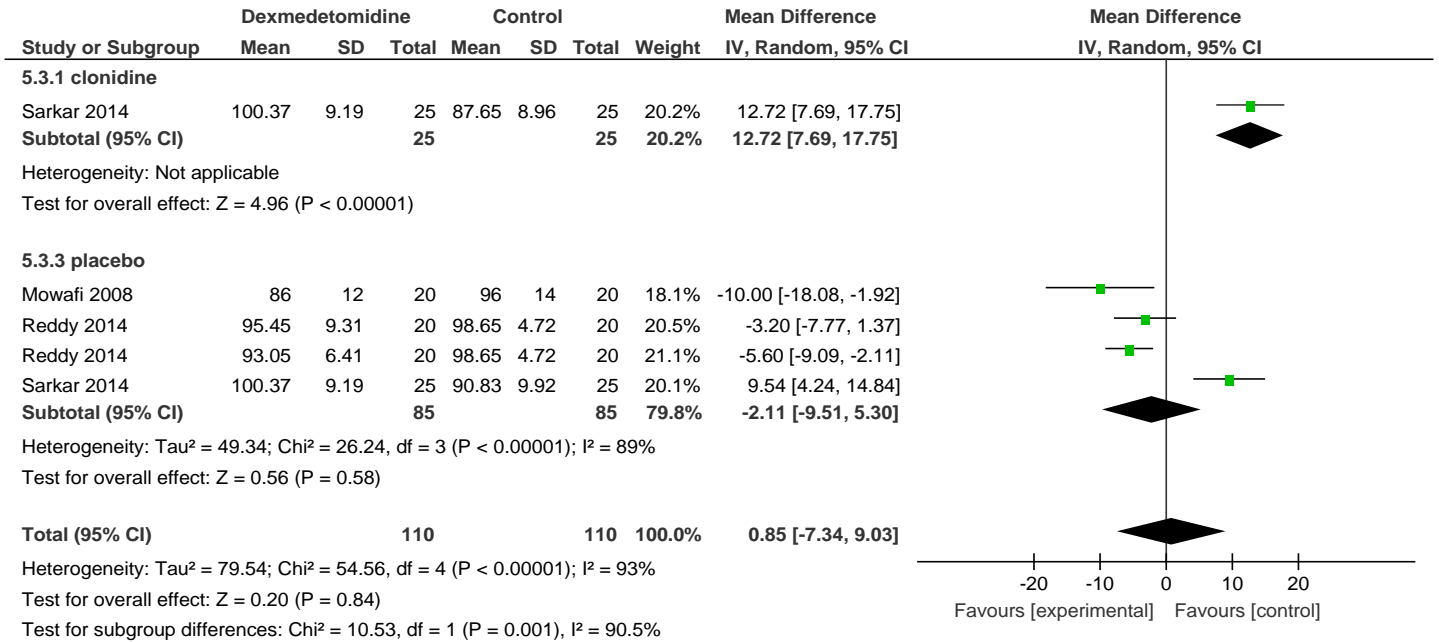 Dexmedetomidine Control Mean Difference Mean Difference
Study or Subgroup Mean SD Total Mean SD Total Weight IV, Random, 95% CI IV, Random, 95% CI
5.3.1 clonidine
Sarkar 2014 100.37 9.19 25 87.65 8.96 25 20.2% 12.72 [7.69, 17.75]
Subtotal (95% CI) 25 25 20.2% 12.72 [7.69, 17.75]
Heterogeneity: Not applicable
Test for overall effect: Z = 4.96 (P < 0.00001)
5.3.3 placebo
Mowafi 2008 86 12 20 96 14 20 18.1% -10.00 [-18.08, -1.92]
Reddy 2014 95.45 9.31 20 98.65 4.72 20 20.5% -3.20 [-7.77, 1.37]
Reddy 2014 93.05 6.41 20 98.65 4.72 20 21.1% -5.60 [-9.09, -2.11]
Sarkar 2014 100.37 9.19 25 90.83 9.92 25 20.1% 9.54 [4.24, 14.84]
Subtotal (95% CI) 85 85 79.8% -2.11 [-9.51, 5.30]
Heterogeneity: Tau² = 49.34; Chi² = 26.24, df = 3 (P < 0.00001); I² = 89%
Test for overall effect: Z = 0.56 (P = 0.58)
Total (95% CI) 110 110 100.0% 0.85 [-7.34, 9.03]
Heterogeneity: Tau² = 79.54; Chi² = 54.56, df = 4 (P < 0.00001); I² = 93%
Test for overall effect: Z = 0.20 (P = 0.84)
Test for subgroup differences: Chi² = 10.53, df = 1 (P = 0.001), I² = 90.5%
-20 -10 0 10 20
Favours [experimental] Favours [control]